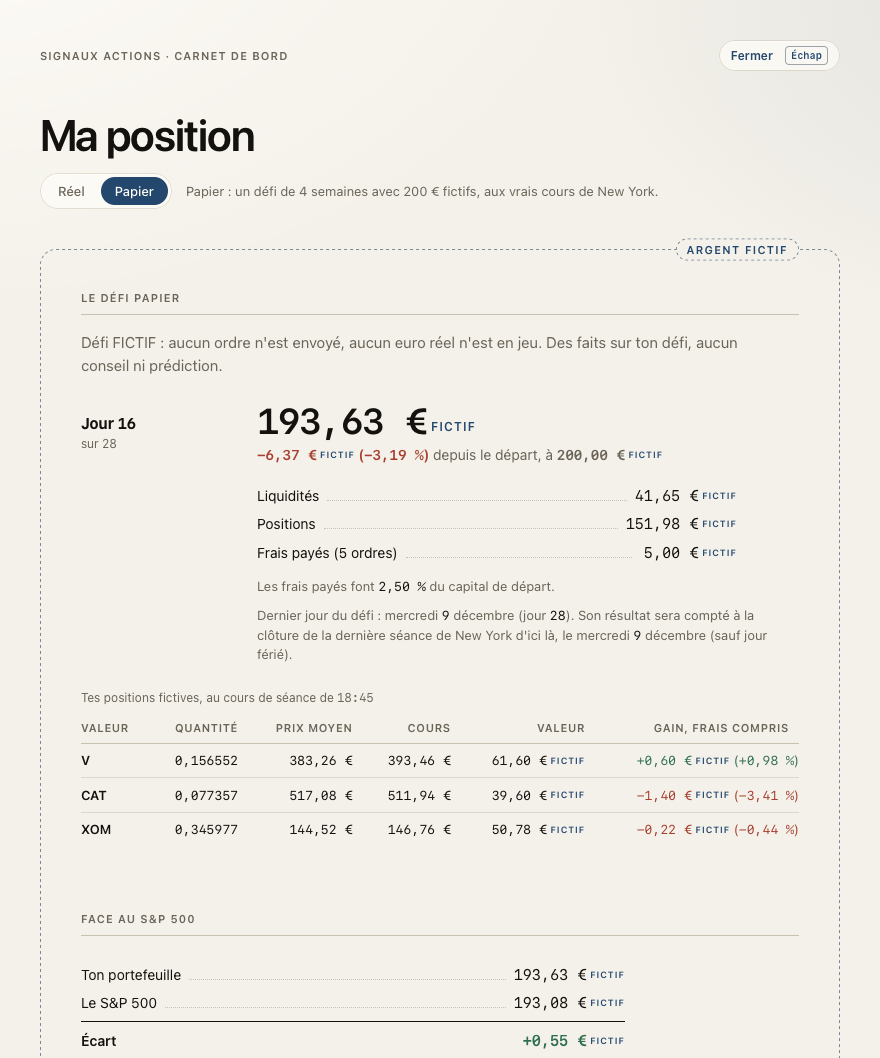 SIGNAUX ACTIONS · CARNET DE BORD
Fermer Échap
Ma position
Réel Papier Papier : un défi de 4 semaines avec 200 € fictifs, aux vrais cours de New York.
ARGENT FICTIF
LE DÉFI PAPIER
Défi FICTIF : aucun ordre n'est envoyé, aucun euro réel n'est en jeu. Des faits sur ton défi, aucun
conseil ni prédiction.
Jour 16
sur 28
193,63 € FICTIF
−6,37 € FICTIF (−3,19 %) depuis le départ, à 200,00 € FICTIF
Liquidités 41,65 € FICTIF
Positions 151,98 € FICTIF
Frais payés (5 ordres) 5,00 € FICTIF
Les frais payés font 2,50 % du capital de départ.
Dernier jour du défi : mercredi 9 décembre (jour 28). Son résultat sera compté à la
clôture de la dernière séance de New York d'ici là, le mercredi 9 décembre (sauf jour
férié).
Tes positions fictives, au cours de séance de 18:45
VALEUR QUANTITÉ PRIX MOYEN COURS VALEUR GAIN, FRAIS COMPRIS
V 0,156552 383,26 € 393,46 € 61,60 € FICTIF +0,60 € FICTIF (+0,98 %)
CAT 0,077357 517,08 € 511,94 € 39,60 € FICTIF −1,40 € FICTIF (−3,41 %)
XOM 0,345977 144,52 € 146,76 € 50,78 € FICTIF −0,22 € FICTIF (−0,44 %)
FACE AU S&P 500
Ton portefeuille 193,63 € FICTIF
Le S&P 500 193,08 € FICTIF
Écart +0,55 € FICTIF